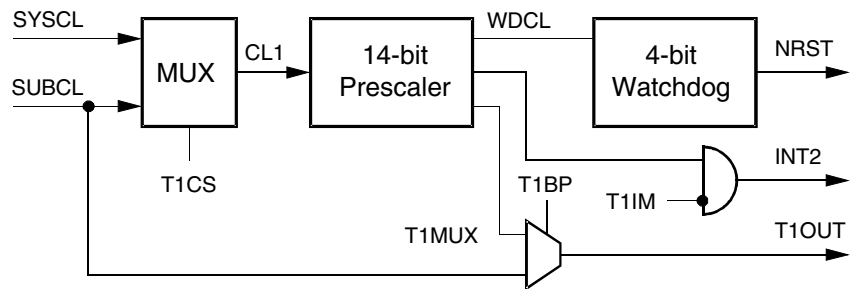 SYSCL
SUBCL
MUX
T1CS
CL1
14-bit
Prescaler
WDCL
4-bit
Watchdog
NRST
INT2
T1IM
T1BP
T1MUX
T1OUT